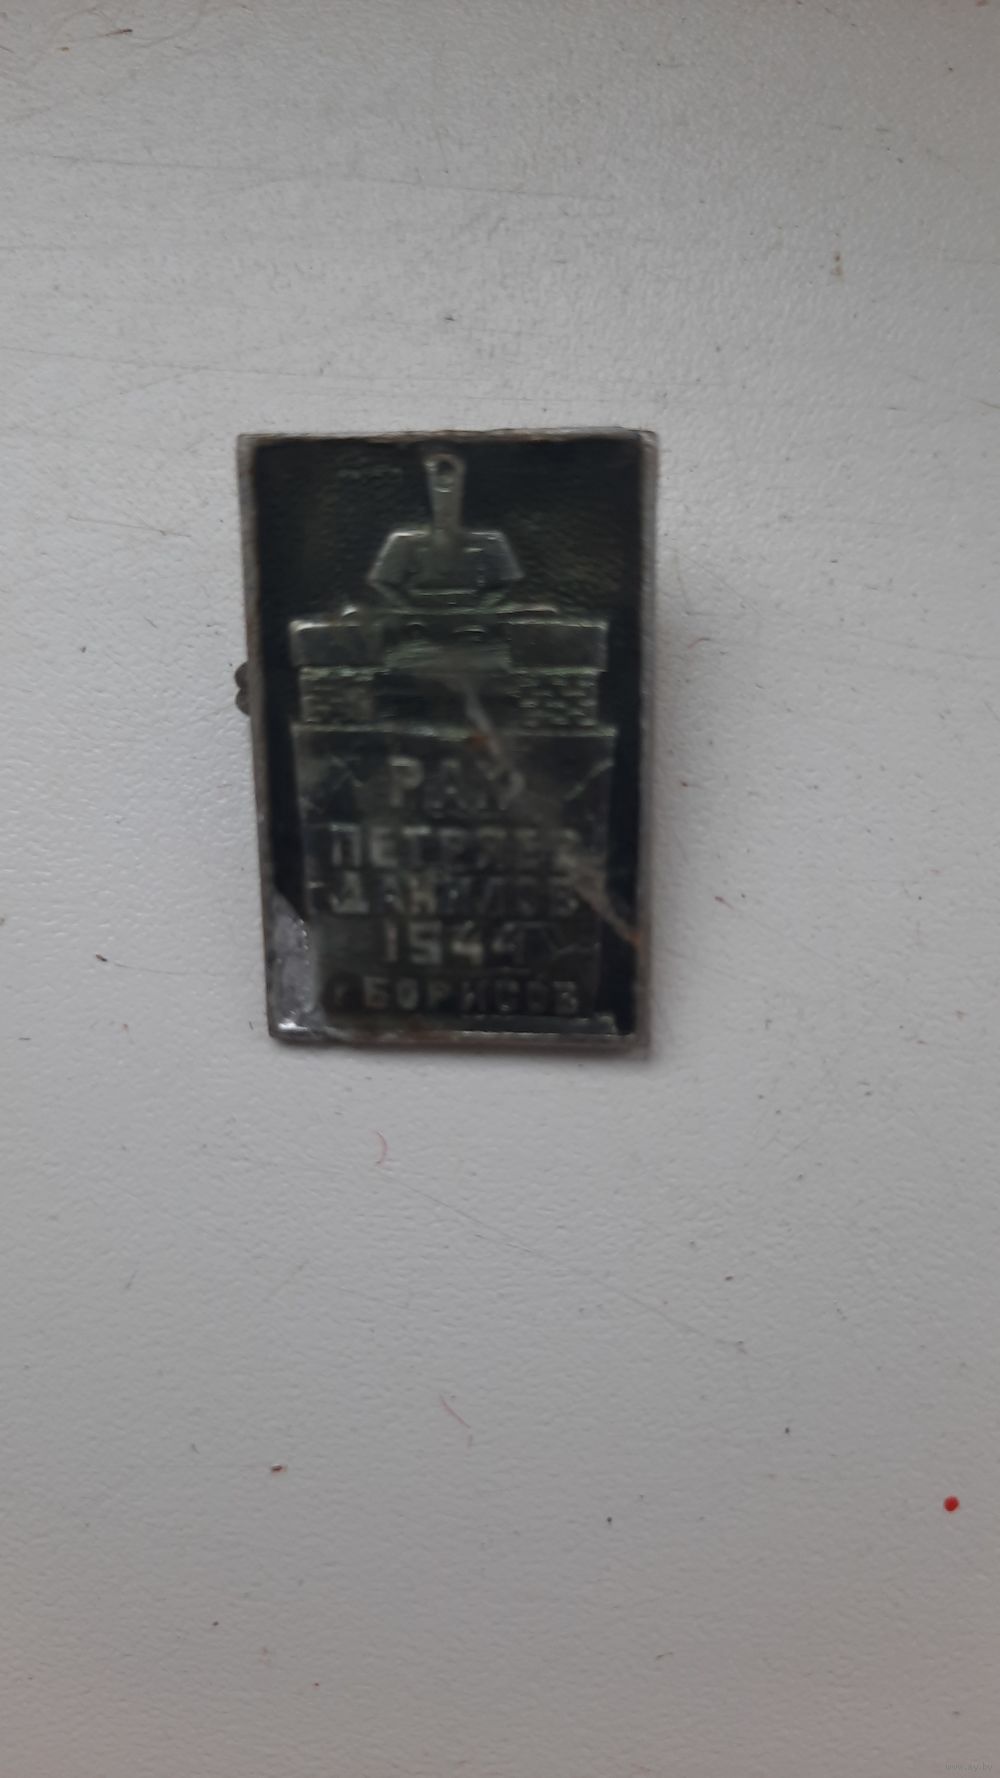 РАК
ПЕТРЯЕВ
ДАНИЛОВ
1944
г БОРИСОВ